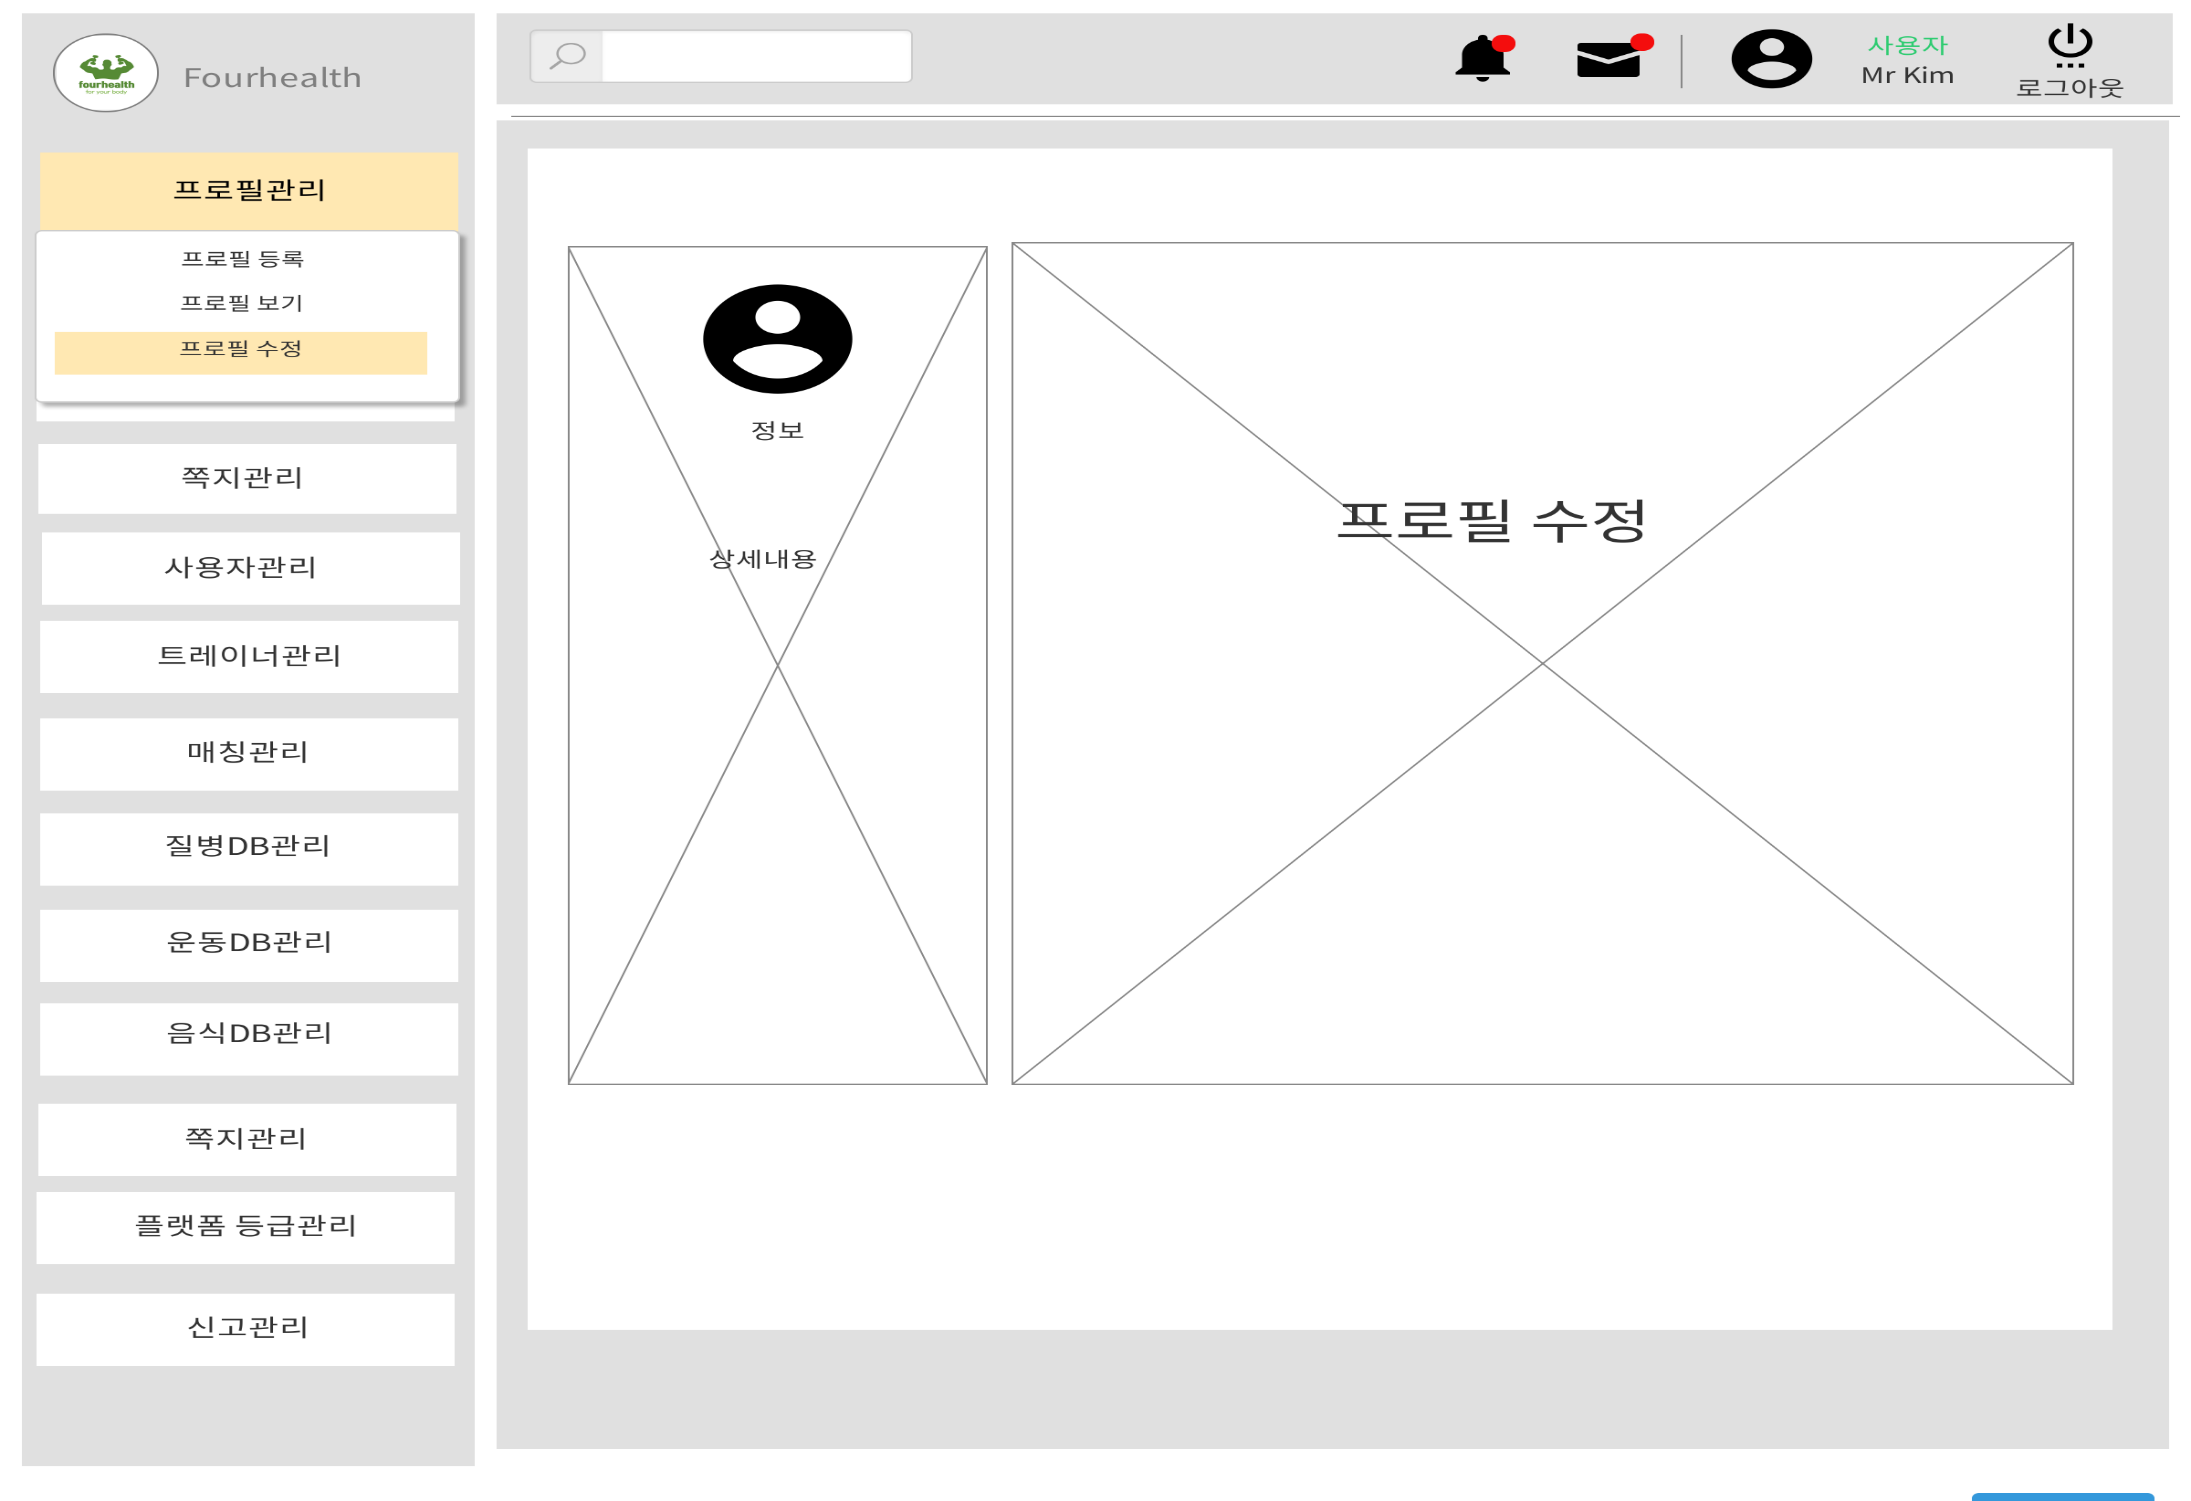 fourhealth
for your body
Fourhealth
사용자
Mr Kim
로그아웃
프로필관리
프로필 등록
프로필 보기
프로필 수정
쪽지관리
사용자관리
트레이너관리
매칭관리
질병DB관리
운동DB관리
음식DB관리
쪽지관리
플랫폼 등급관리
신고관리
정보
상세내용
프로필 수정